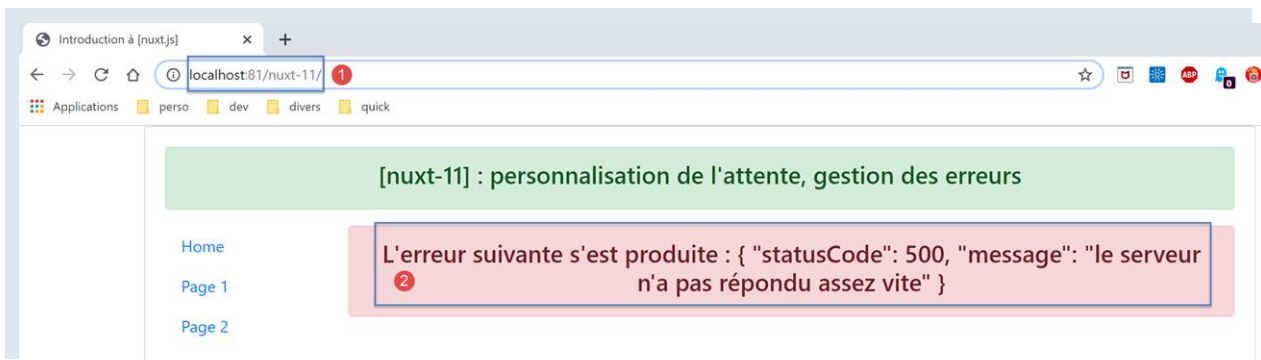 Introduction à [nuxt.js]
localhost:81/nuxt-11/ 1
ABP
0
Applications perso dev divers quick
[nuxt-11] : personnalisation de l'attente, gestion des erreurs
Home
Page 1
Page 2
L'erreur suivante s'est produite : { "statusCode": 500, "message": "le serveur
2 n'a pas répondu assez vite" }